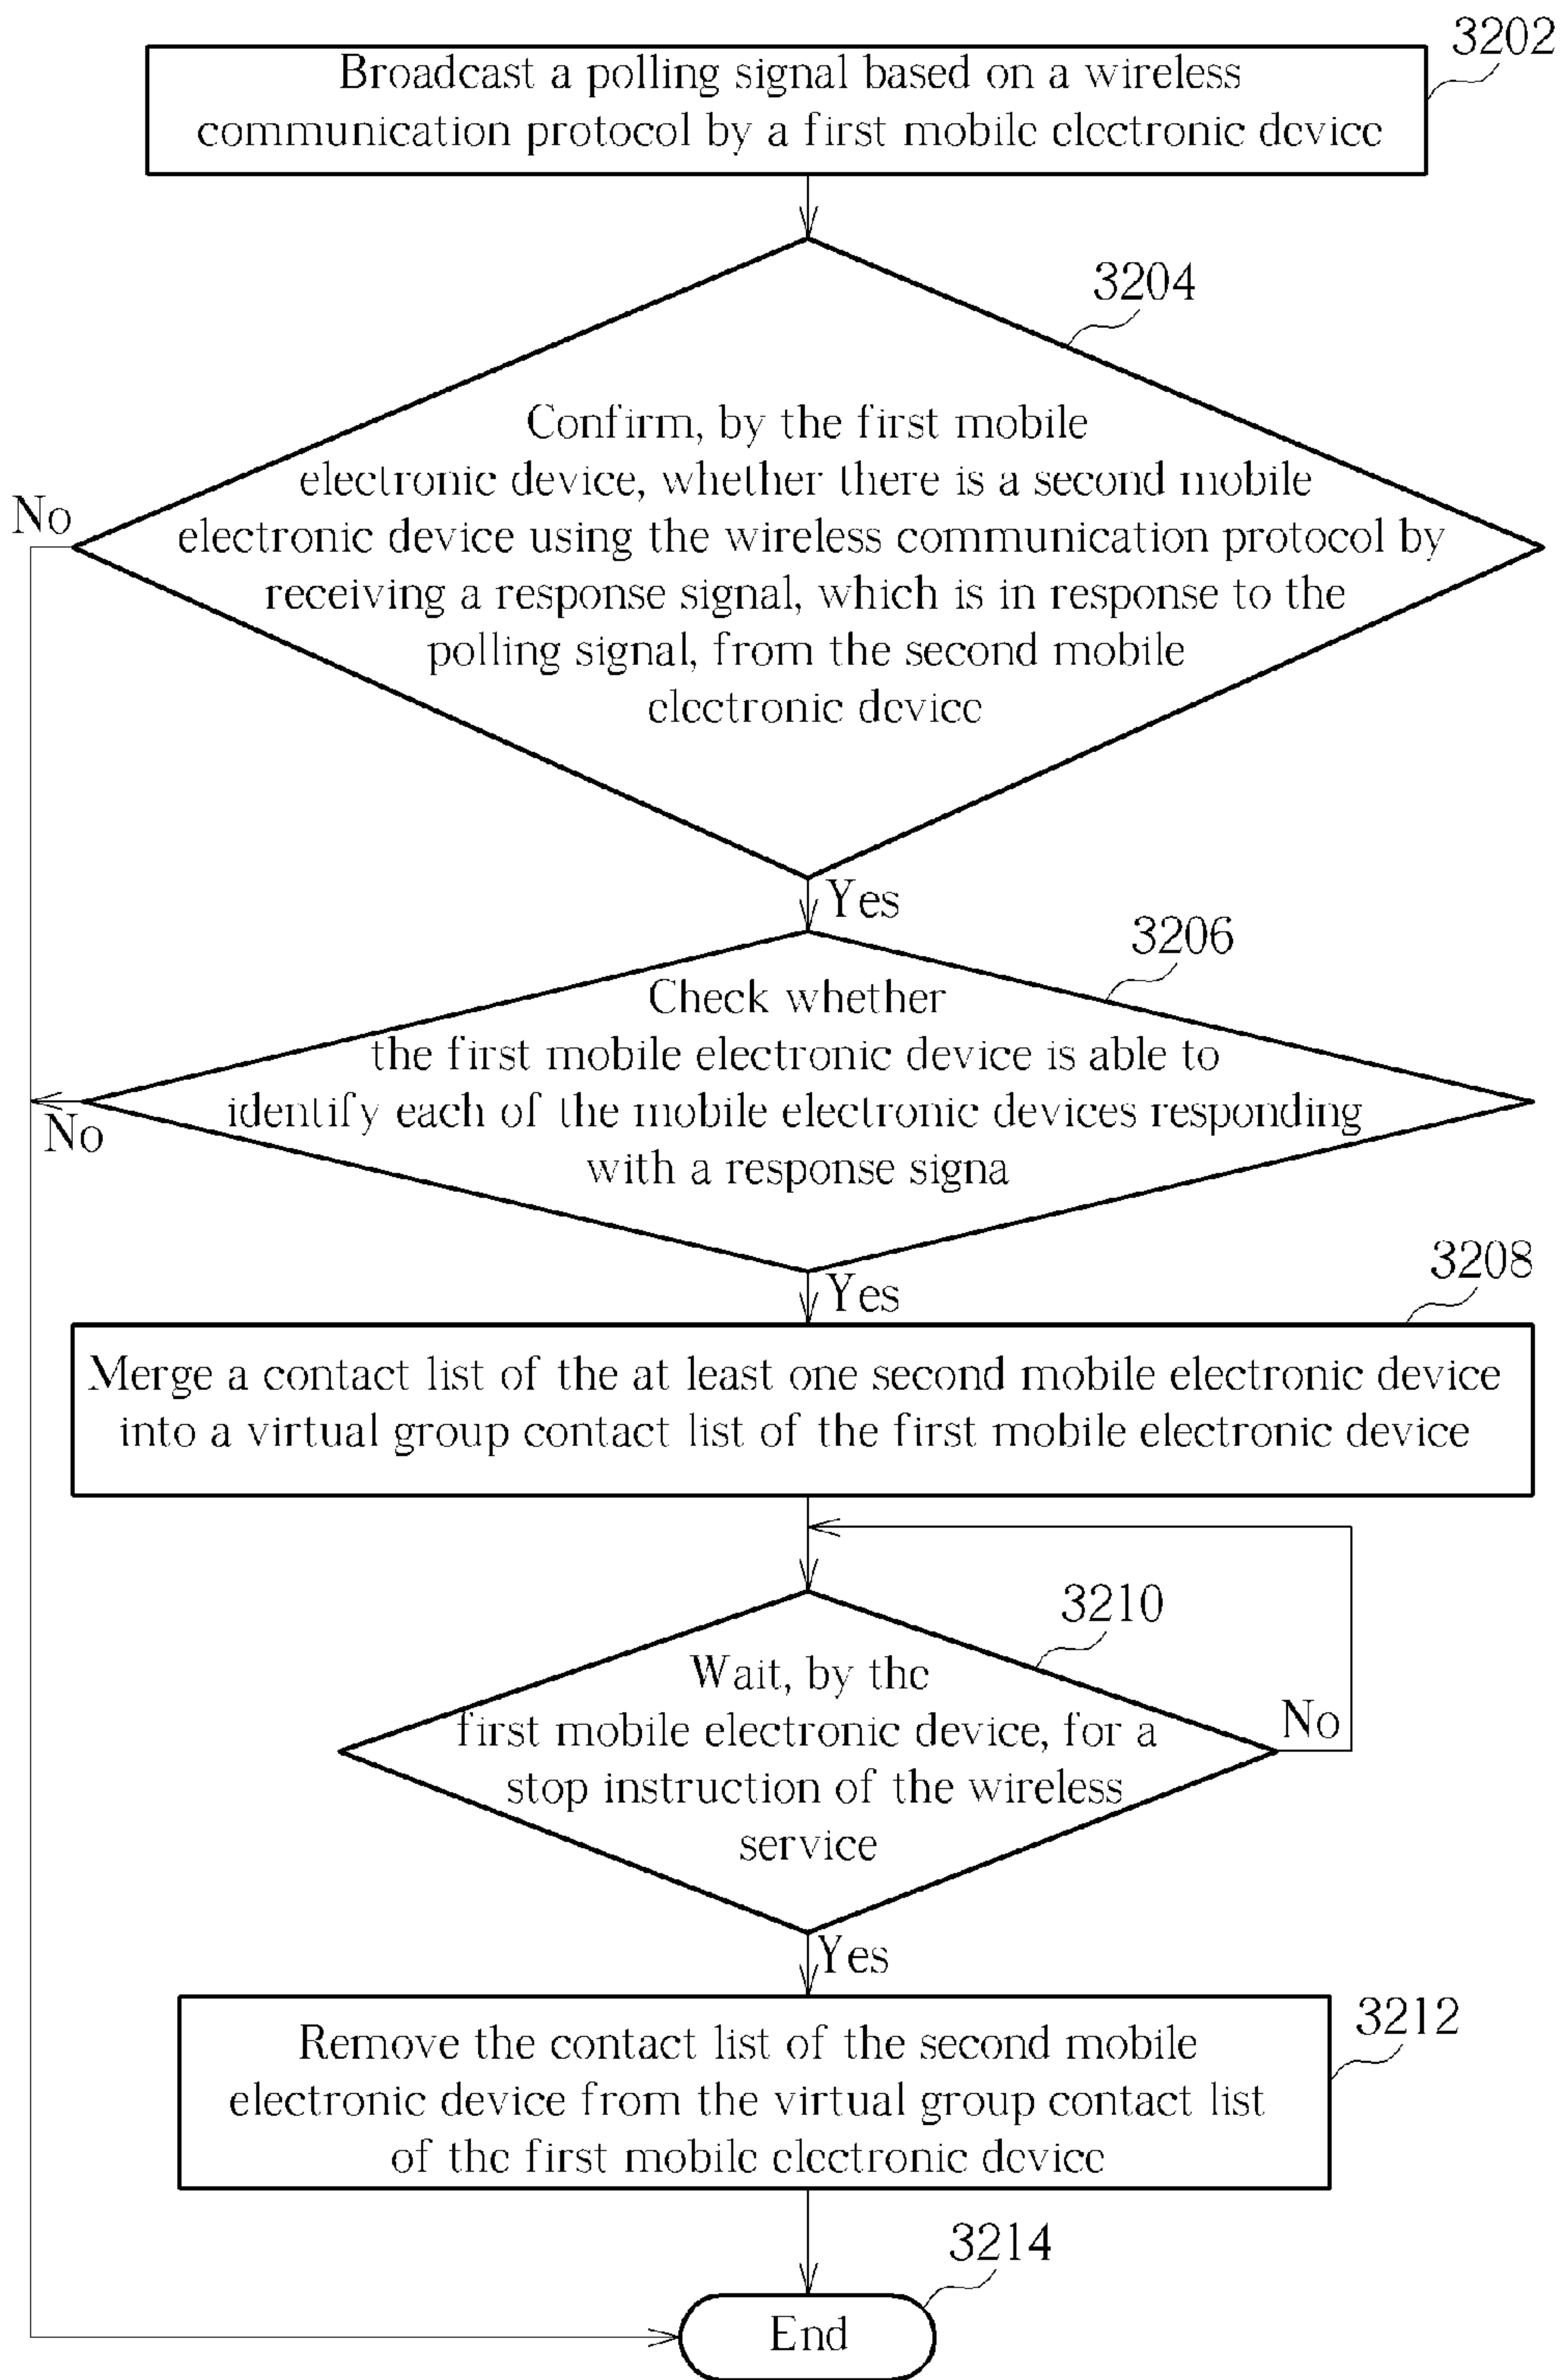 3202
Broadcast a polling signal based on a wireless
communication protocol by a first mobile electronic device
3204
Confirm, by the first mobile
electronic device, whether there is a second mobile
electronic device using the wireless communication protocol by
receiving a response signal, which is in response to the
polling signal, from the second mobile
electronic device
No
Yes
3206
Check whether
the first mobile electronic device is able to
identify each of the mobile electronic devices responding
with a response signa
No
Yes
3208
Merge a contact list of the at least one second mobile electronic device
into a virtual group contact list of the first mobile electronic device
3210
Wait, by the
first mobile electronic device, for a
stop instruction of the wireless
service
No
Yes
3212
Remove the contact list of the second mobile
electronic device from the virtual group contact list
of the first mobile electronic device
3214
End